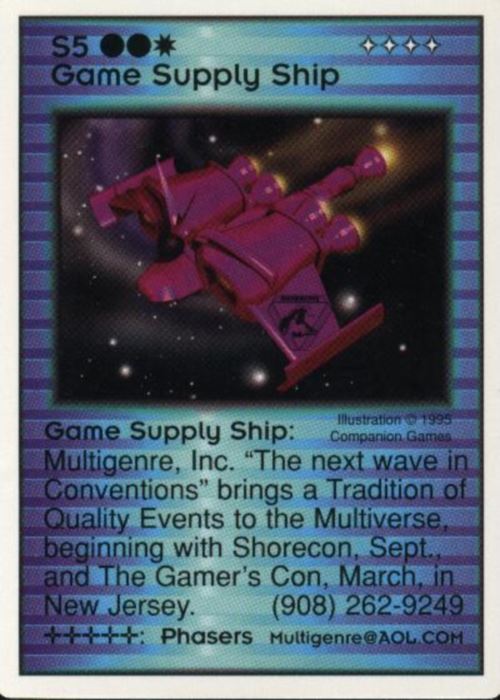 S5 ●●✷ ✧✧✧✧
Game Supply Ship
Illustration © 1995
Game Supply Ship: Companion Games
Multigenre, Inc. “The next wave in
Conventions” brings a Tradition of
Quality Events to the Multiverse,
beginning with Shorecon, Sept.,
and The Gamer’s Con, March, in
New Jersey. (908) 262-9249
✛✛✛✛✛: Phasers Multigenre@AOL.COM